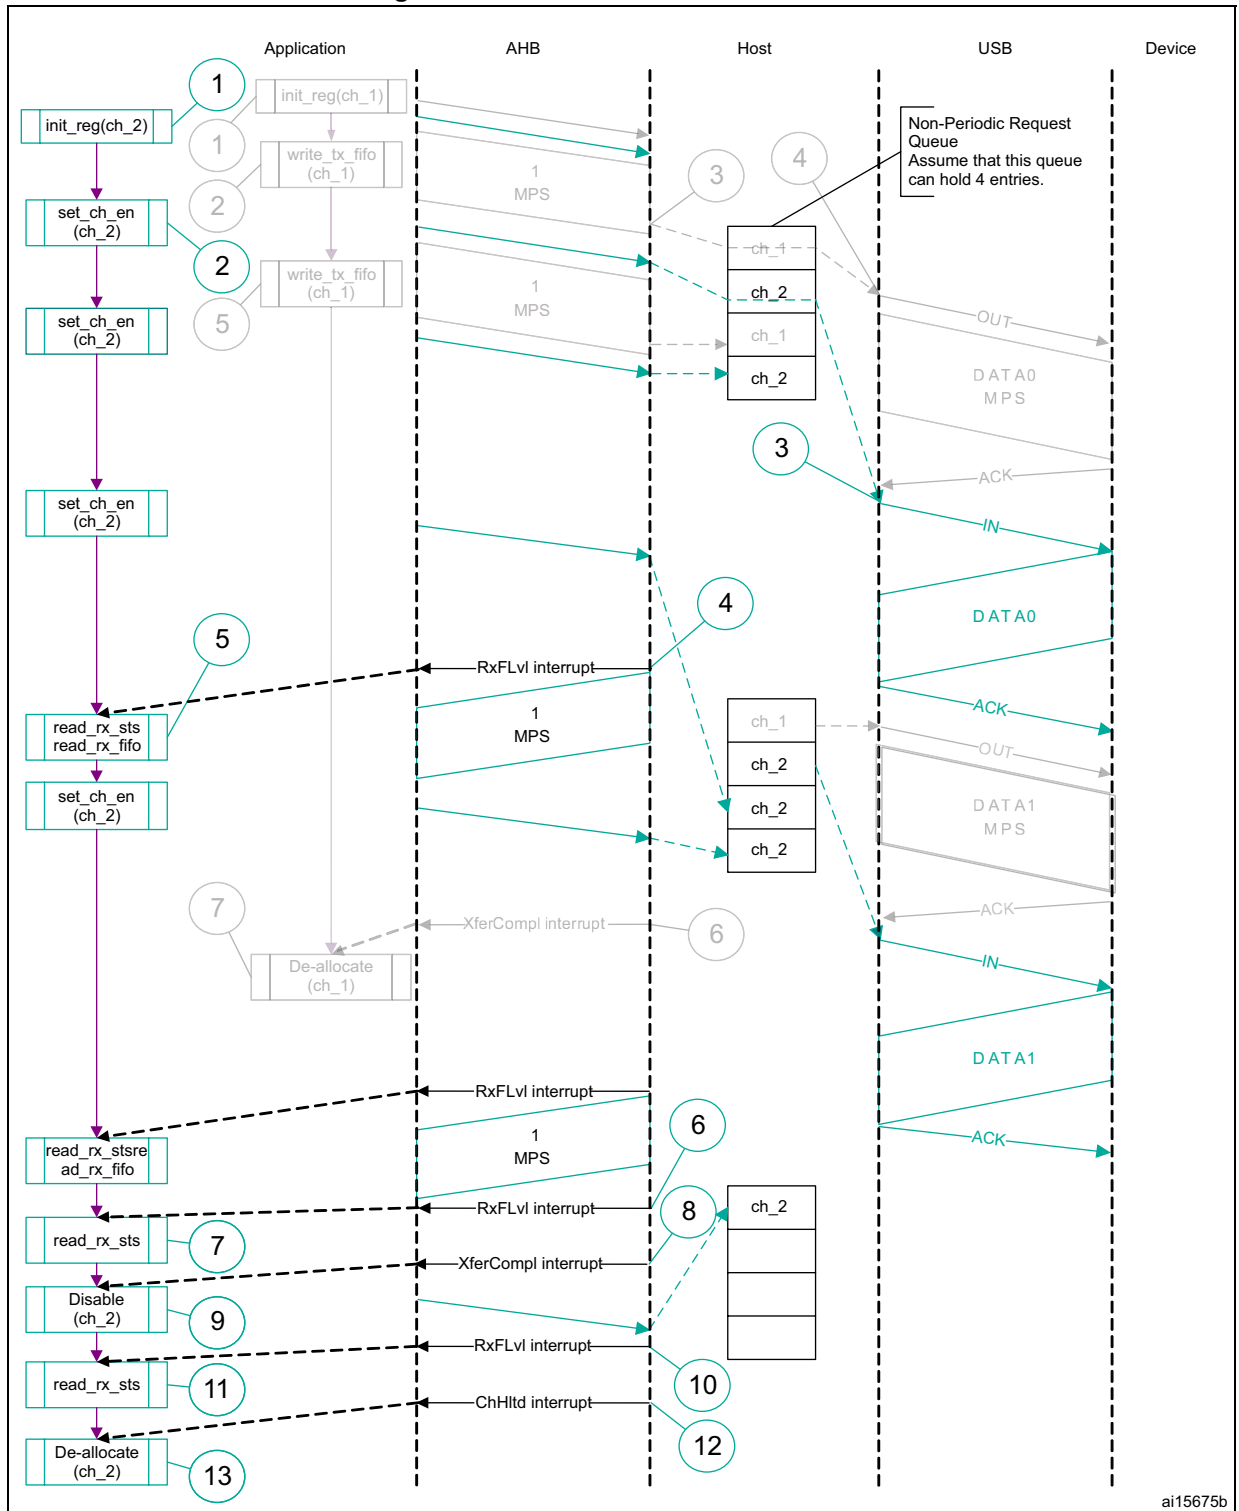 Application
AHB
Host
USB
Device
1
init_reg(ch_1)
init_reg(ch_2)
Non-Periodic Request
Queue
Assume that this queue
can hold 4 entries.
1
write_tx_fifo
(ch_1)
1
MPS
3
4
2
set_ch_en
(ch_2)
2
ch_1
write_tx_fifo
(ch_1)
1
MPS
ch_2
5
set_ch_en
(ch_2)
ch_1
OUT
ch_2
DATA0
MPS
3
ACK
set_ch_en
(ch_2)
IN
4
DATA0
5
RxFLvl interrupt
read_rx_sts
read_rx_fifo
1
MPS
ch_1
ACK
OUT
ch_2
set_ch_en
(ch_2)
ch_2
DATA1
MPS
ch_2
7
XferCompl interrupt
6
ACK
De-allocate
(ch_1)
IN
DATA1
RxFLvl interrupt
6
read_rx_stsre
ad_rx_fifo
1
MPS
ACK
RxFLvl interrupt
8
ch_2
read_rx_sts
7
XferCompl interrupt
Disable
(ch_2)
9
RxFLvl interrupt
read_rx_sts
11
10
ChHltd interrupt
12
De-allocate
(ch_2)
13
ai15675b